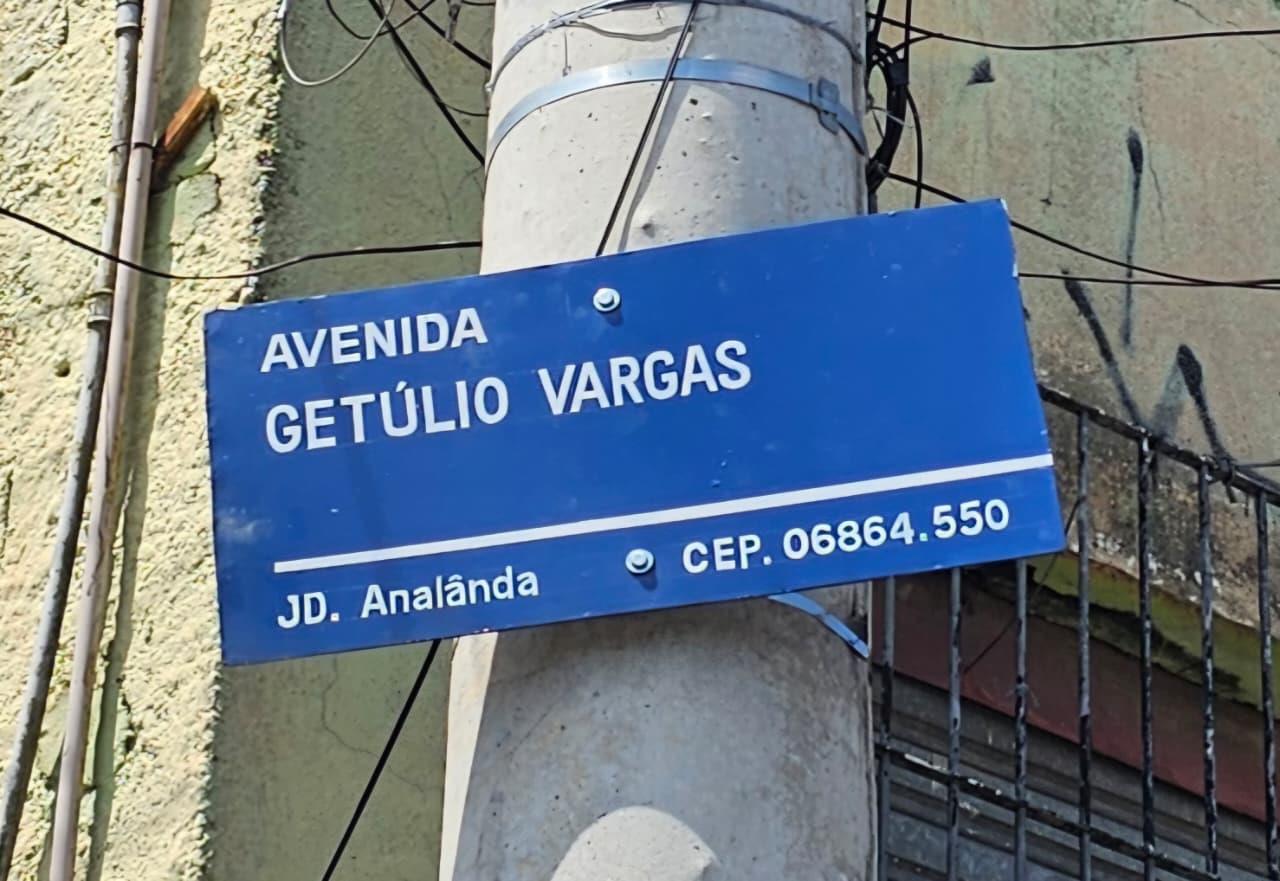 AVENIDA
GETÚLIO VARGAS
JD. Analânda CEP. 06864.550